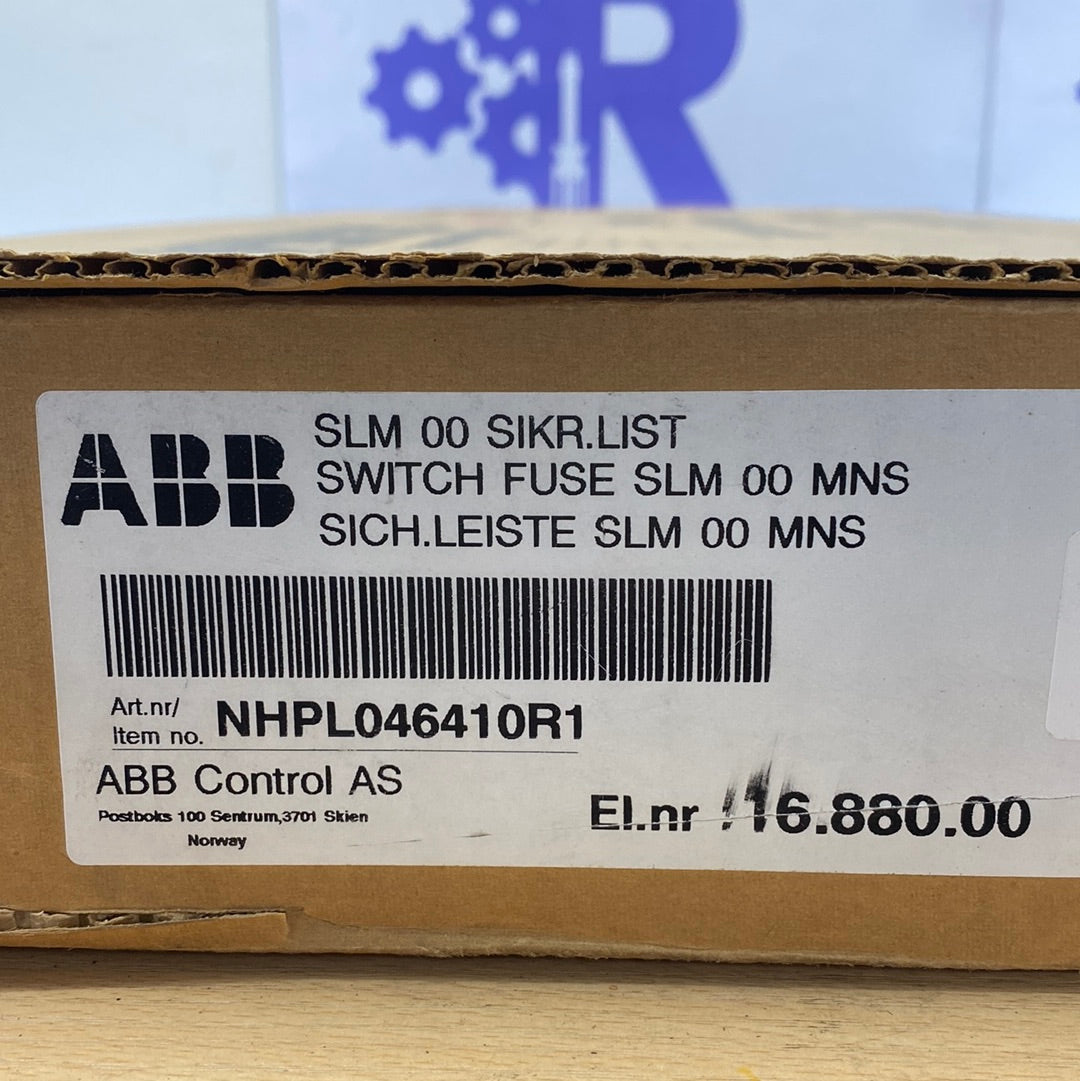 R
ABB
SLM 00 SIKR.LIST
SWITCH FUSE SLM 00 MNS
SICH.LEISTE SLM 00 MNS
Art.nr/
Item no. NHPL046410R1
ABB Control AS
Postboks 100 Sentrum,3701 Skien
Norway
El.nr 16.880.00